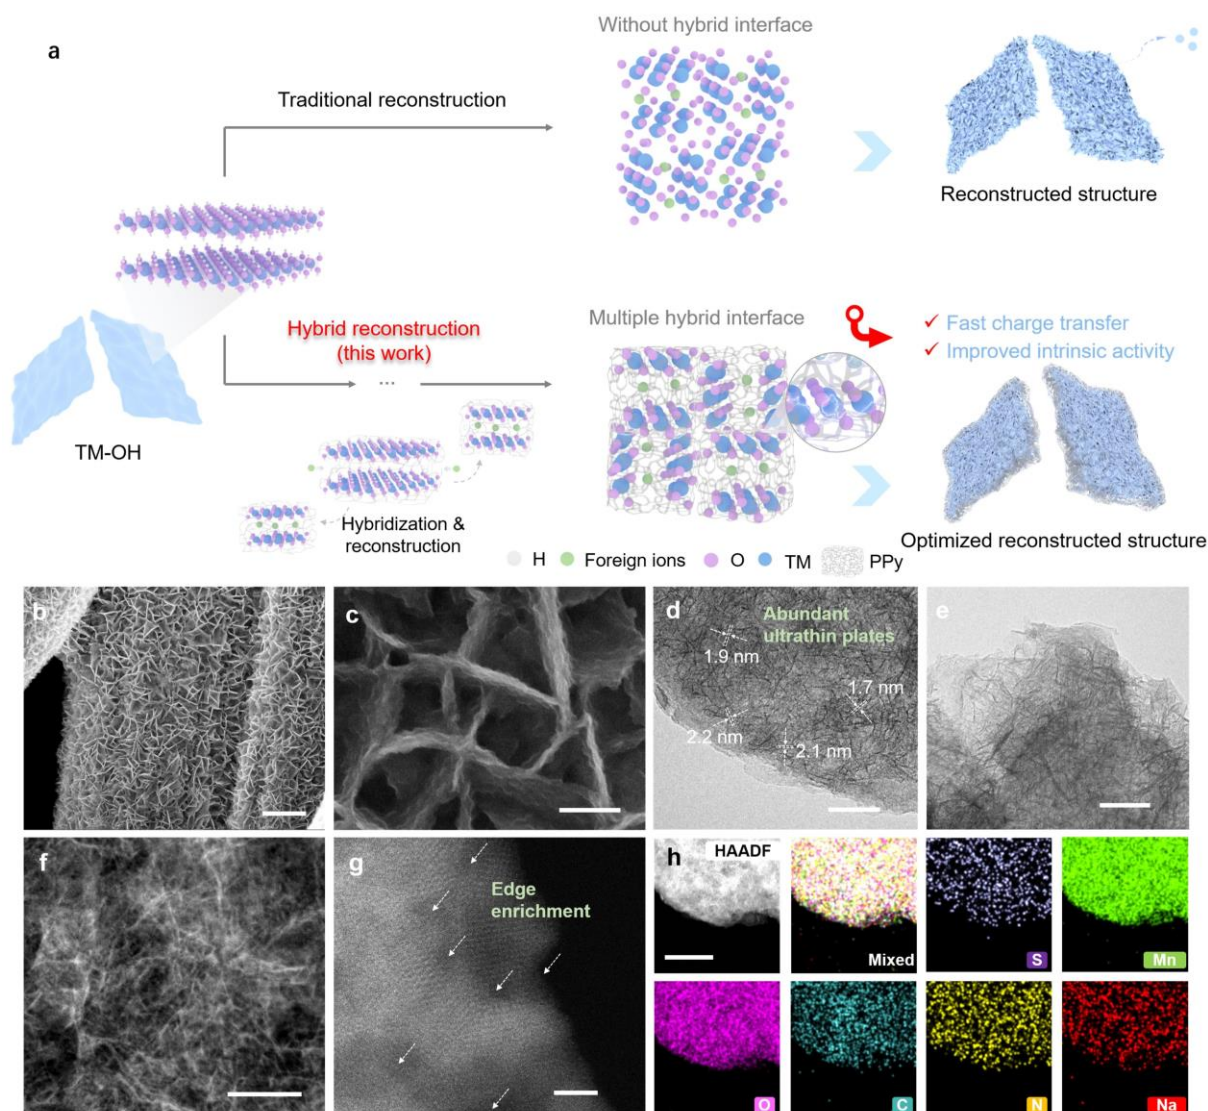 a
Without hybrid interface
Traditional reconstruction
Reconstructed structure
Hybrid reconstruction
(this work)
...
Multiple hybrid interface
✓ Fast charge transfer
✓ Improved intrinsic activity
TM-OH
Hybridization &
reconstruction
Optimized reconstructed structure
H Foreign ions O TM PPy
b
c
d
Abundant
ultrathin plates
1.9 nm
1.7 nm
2.2 nm
2.1 nm
e
f
g
Edge
enrichment
h
HAADF
Mixed
S
Mn
O
C
N
Na